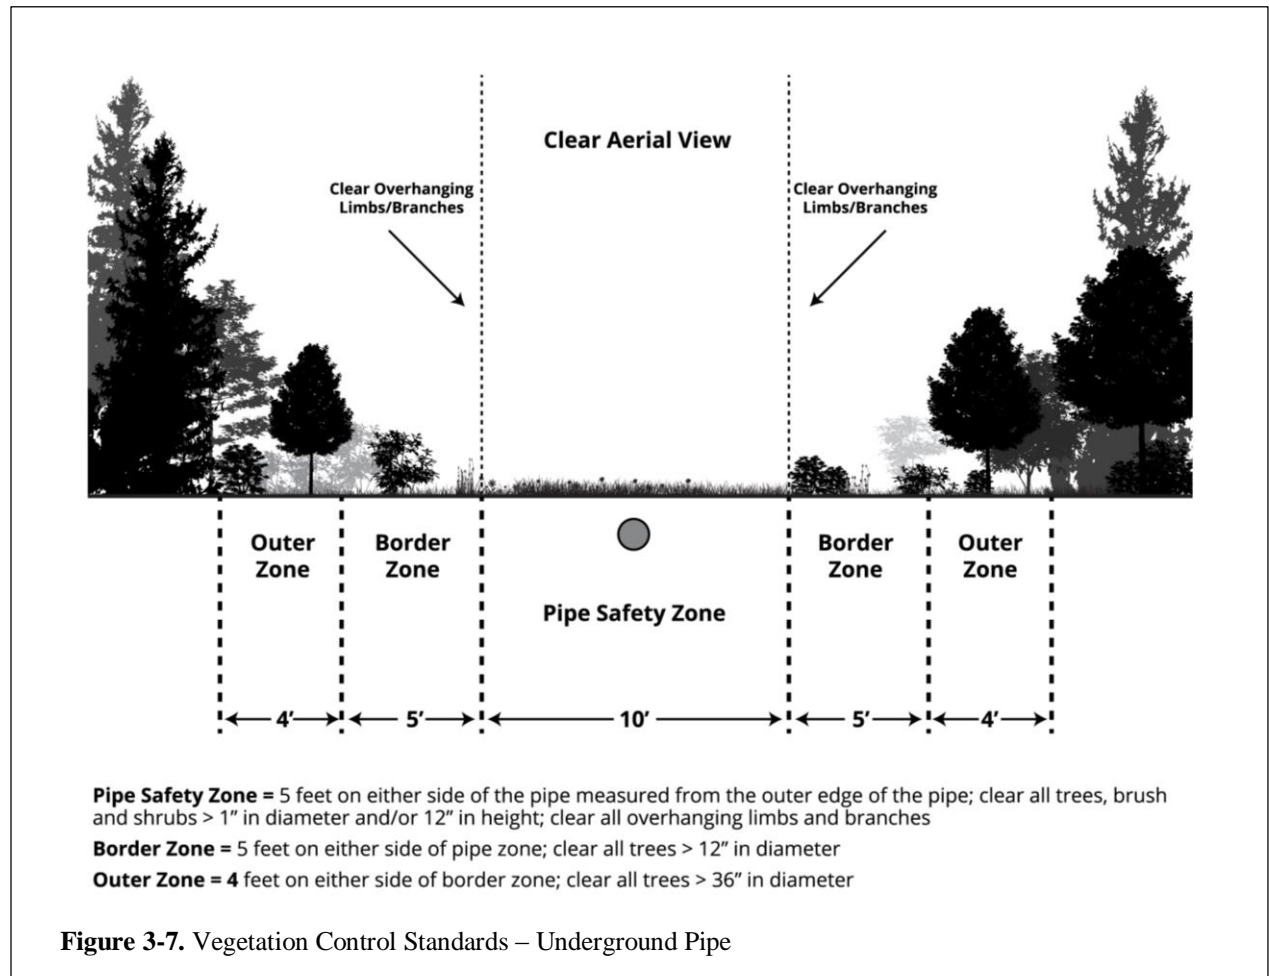 Clear Aerial View
Clear Overhanging
Limbs/Branches
Clear Overhanging
Limbs/Branches
Outer
Zone
Border
Zone
Pipe Safety Zone
Border
Zone
Outer
Zone
4’
5’
10’
5’
4’
Pipe Safety Zone = 5 feet on either side of the pipe measured from the outer edge of the pipe; clear all trees, brush
and shrubs > 1” in diameter and/or 12” in height; clear all overhanging limbs and branches
Border Zone = 5 feet on either side of pipe zone; clear all trees > 12” in diameter
Outer Zone = 4 feet on either side of border zone; clear all trees > 36” in diameter
Figure 3-7. Vegetation Control Standards – Underground Pipe